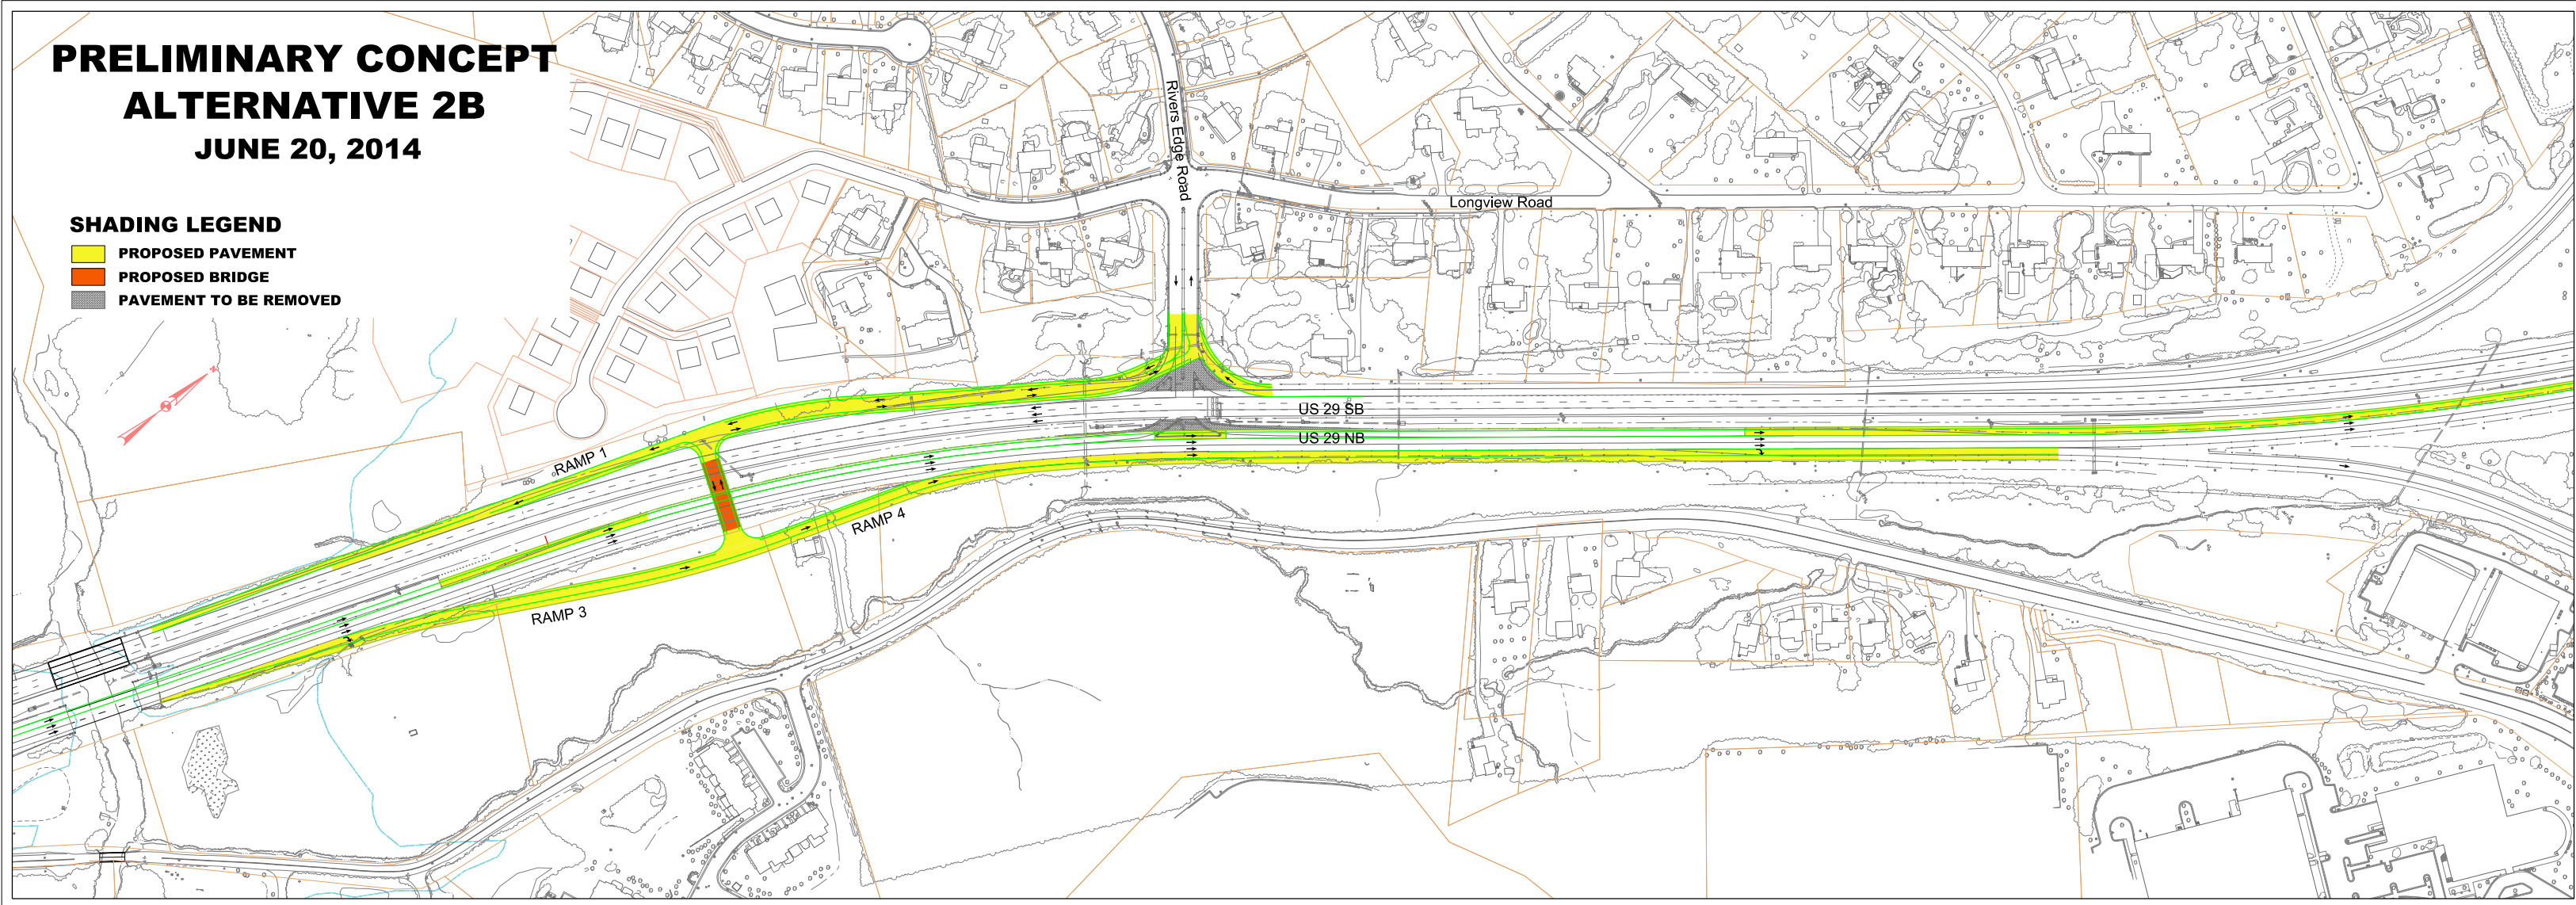 PRELIMINARY CONCEPT
ALTERNATIVE 2B
JUNE 20, 2014
SHADING LEGEND
PROPOSED PAVEMENT
PROPOSED BRIDGE
PAVEMENT TO BE REMOVED
Rivers Edge Road
Longview Road
US 29 SB
US 29 NB
RAMP 1
RAMP 4
RAMP 3